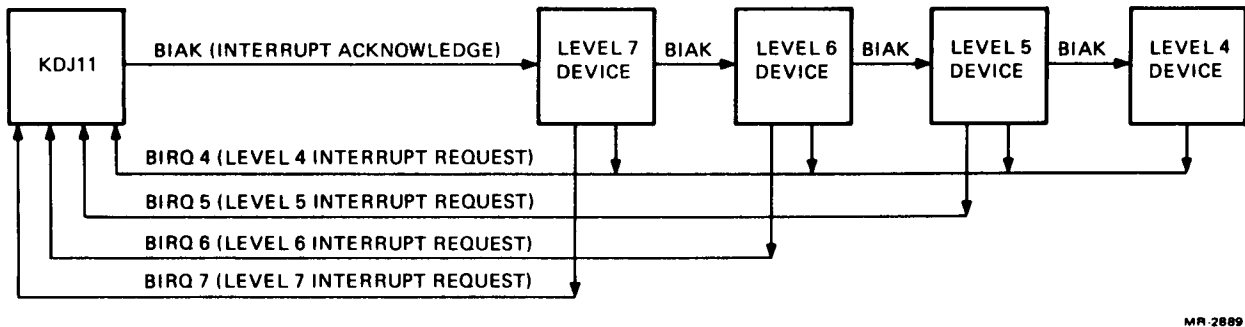 KDJ11
BIAK (INTERRUPT ACKNOWLEDGE)
LEVEL 7
DEVICE
BIAK
LEVEL 6
DEVICE
BIAK
LEVEL 5
DEVICE
BIAK
LEVEL 4
DEVICE
BIRQ 4 (LEVEL 4 INTERRUPT REQUEST)
BIRQ 5 (LEVEL 5 INTERRUPT REQUEST)
BIRQ 6 (LEVEL 6 INTERRUPT REQUEST)
BIRQ 7 (LEVEL 7 INTERRUPT REQUEST)
MR-2889